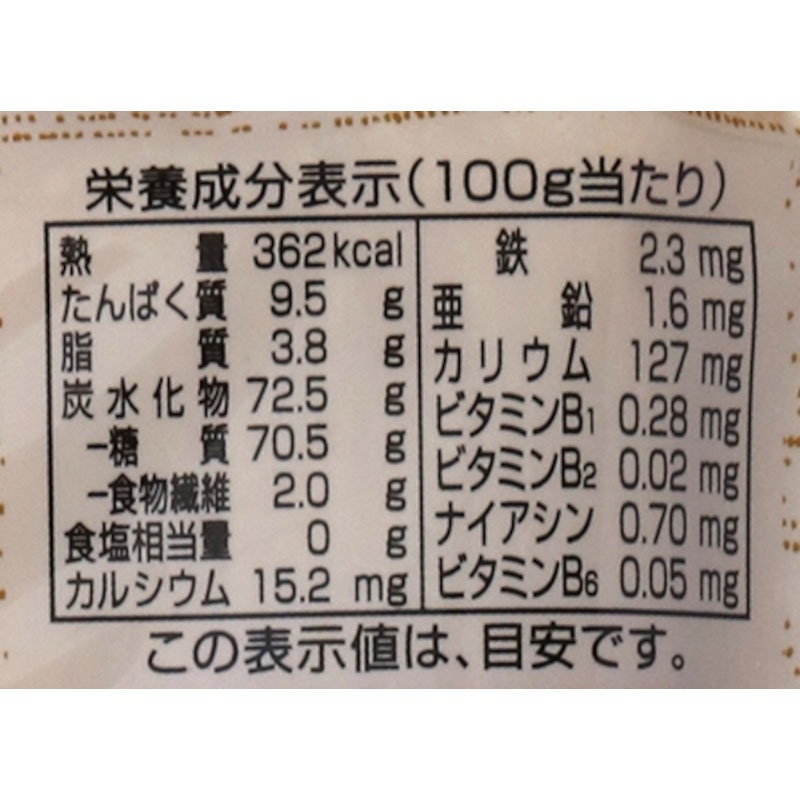 栄養成分表示(100g当たり)
熱量 362kcal
たんぱく質 9.5 g
脂質 3.8 g
炭水化物 72.5 g
−糖質 70.5 g
−食物繊維 2.0 g
食塩相当量 0 g
カルシウム 15.2 mg
鉄 2.3 mg
亜鉛 1.6 mg
カリウム 127 mg
ビタミンB1 0.28 mg
ビタミンB2 0.02 mg
ナイアシン 0.70 mg
ビタミンB6 0.05 mg
この表示値は、目安です。